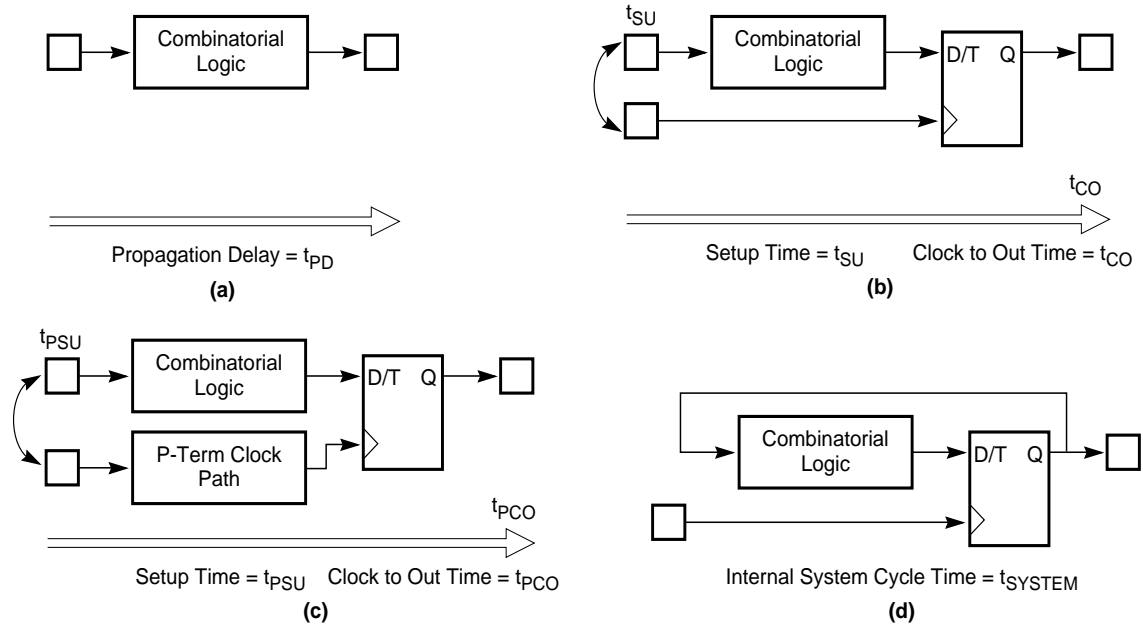 Combinatorial
Logic
Propagation Delay = tPD
(a)
tSU
Combinatorial
Logic
D/T Q
tCO
Setup Time = tSU Clock to Out Time = tCO
(b)
tPSU
Combinatorial
Logic
D/T Q
P-Term Clock
Path
tPCO
Setup Time = tPSU Clock to Out Time = tPCO
(c)
Combinatorial
Logic
D/T Q
Internal System Cycle Time = tSYSTEM
(d)